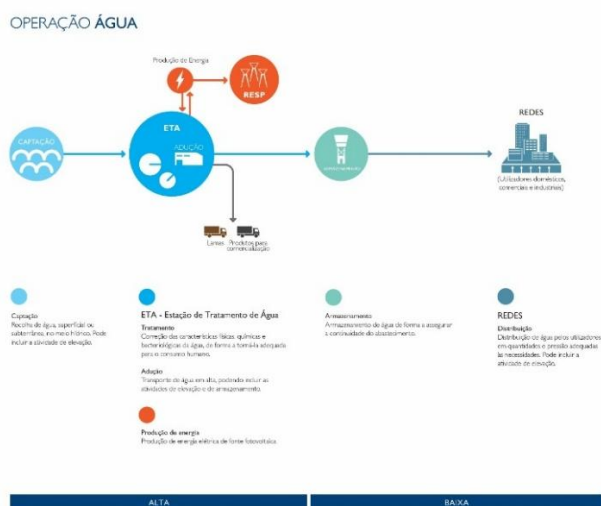 OPERAÇÃO ÁGUA
Produção de Energia
RESP
ETA
ADUÇÃO
CAPTAÇÃO
ARMAZENAMENTO
REDES
(Utilizadores domésticos,
comerciais e industriais)
Lamas
Produtos para
comercialização
Captação
Recolha de água, superficial ou
subterrânea, no meio hídrico. Pode
incluir a atividade de elevação.
ETA - Estação de Tratamento de Água
Tratamento
Correção das características físicas, químicas e
bacteriológicas da água, de forma a torná-la adequada
para o consumo humano.
Adução
Transporte de água em alta, podendo incluir as
atividades de elevação e de armazenamento.
Produção de energia
Produção de energia elétrica de fonte fotovoltaica.
Armazenamento
Armazenamento de água de forma a assegurar
a continuidade do abastecimento.
REDES
Distribuição
Distribuição de água pelos utilizadores
em quantidades e pressão adequadas
às necessidades. Pode incluir a
atividade de elevação.
ALTA
BAIXA